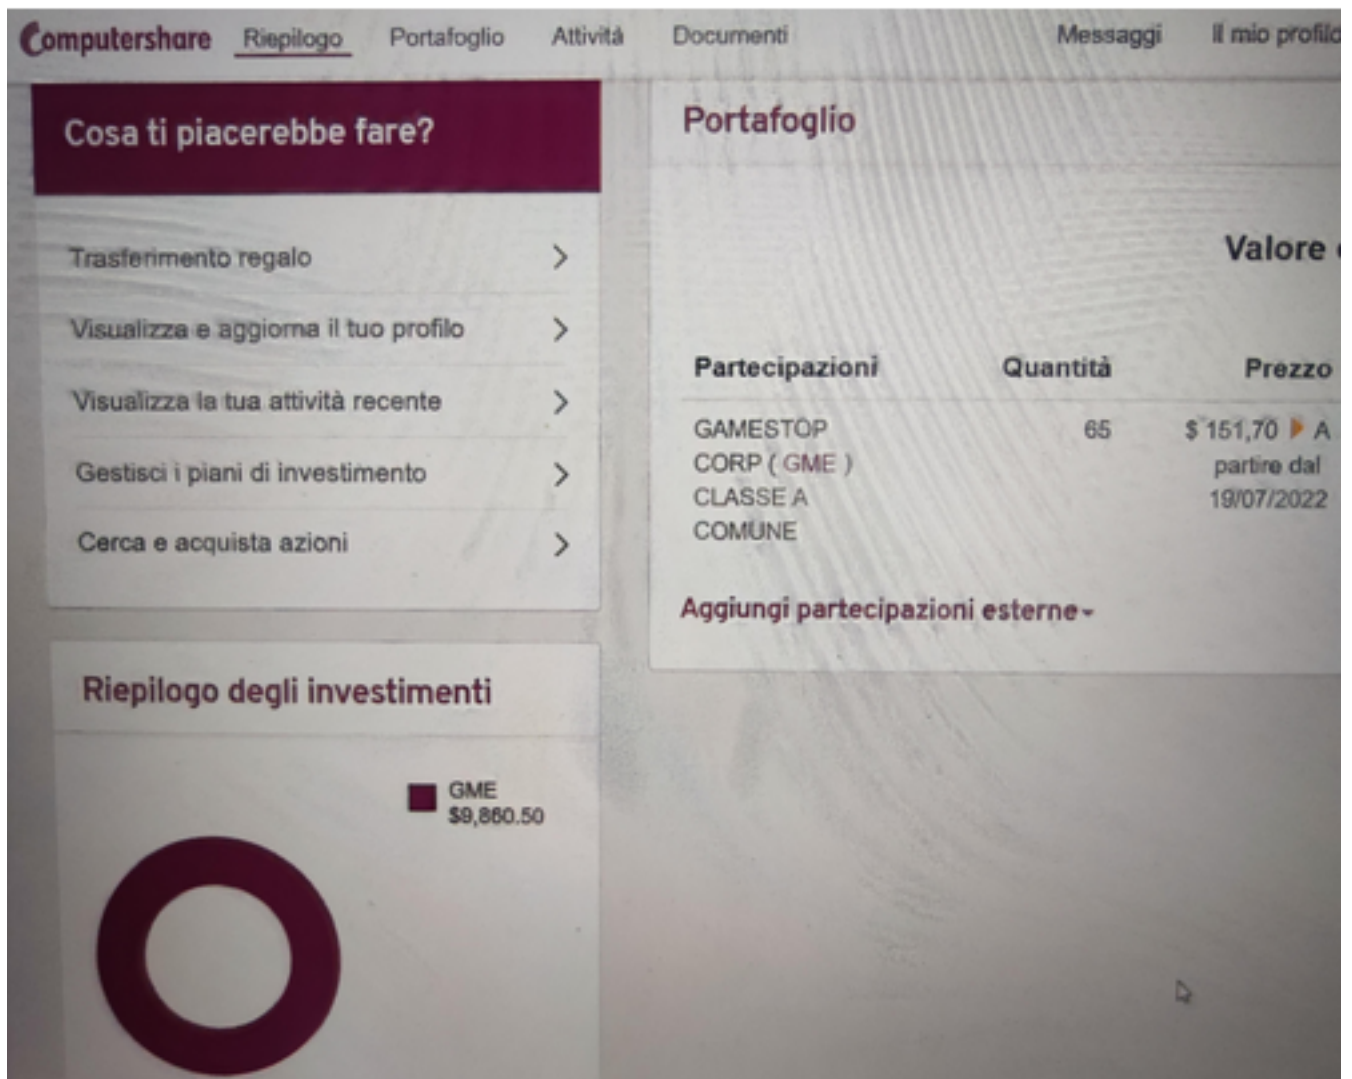 Computershare Riepilogo Portafoglio Attività Documenti Messaggi Il mio profilo
Cosa ti piacerebbe fare?
Trasferimento regalo
Visualizza e aggiorna il tuo profilo
Visualizza la tua attività recente
Gestisci i piani di investimento
Cerca e acquista azioni
Riepilogo degli investimenti
GME
$9,860.50
Portafoglio
Valore
Partecipazioni Quantità Prezzo
GAMESTOP 65 $ 151,70 A
CORP ( GME ) partire dal
CLASSE A 19/07/2022
COMUNE
Aggiungi partecipazioni esterne